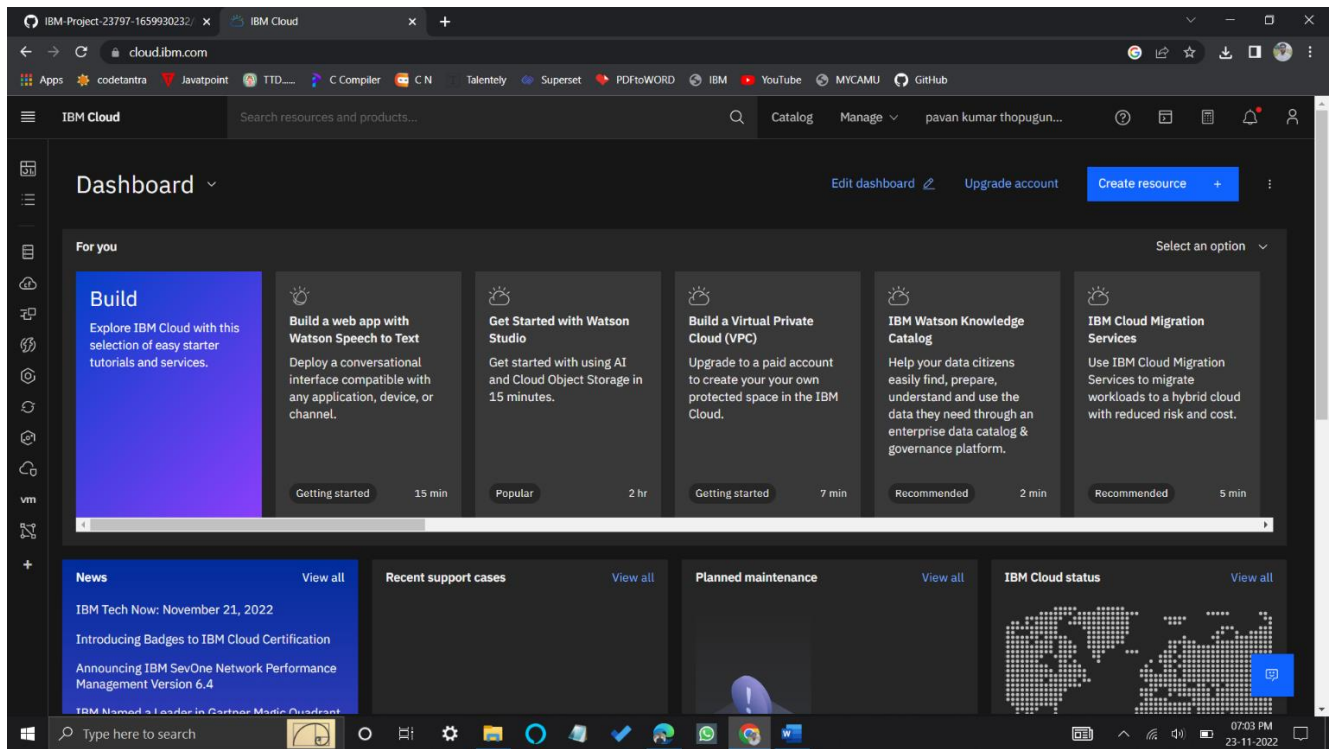 IBM-Project-23797-1659930232/
IBM Cloud
cloud.ibm.com
Apps
codetantra
Javatpoint
TTD......
C Compiler
C N
Talentely
Superset
PDFtoWORD
IBM
YouTube
MYCAMU
GitHub
IBM Cloud
Search resources and products...
Catalog
Manage
pavan kumar thopugun...
Dashboard
Edit dashboard
Upgrade account
Create resource +
For you
Select an option
Build
Explore IBM Cloud with this
selection of easy starter
tutorials and services.
Build a web app with
Watson Speech to Text
Deploy a conversational
interface compatible with
any application, device, or
channel.
Getting started
15 min
Get Started with Watson
Studio
Get started with using AI
and Cloud Object Storage in
15 minutes.
Popular
2 hr
Build a Virtual Private
Cloud (VPC)
Upgrade to a paid account
to create your your own
protected space in the IBM
Cloud.
Getting started
7 min
IBM Watson Knowledge
Catalog
Help your data citizens
easily find, prepare,
understand and use the
data they need through an
enterprise data catalog &
governance platform.
Recommended
2 min
IBM Cloud Migration
Services
Use IBM Cloud Migration
Services to migrate
workloads to a hybrid cloud
with reduced risk and cost.
Recommended
5 min
vm
News
View all
IBM Tech Now: November 21, 2022
Introducing Badges to IBM Cloud Certification
Announcing IBM SevOne Network Performance
Management Version 6.4
IBM Named a Leader in Gartner Magic Quadrant
Recent support cases
View all
Planned maintenance
View all
IBM Cloud status
View all
Type here to search
07:03 PM
23-11-2022